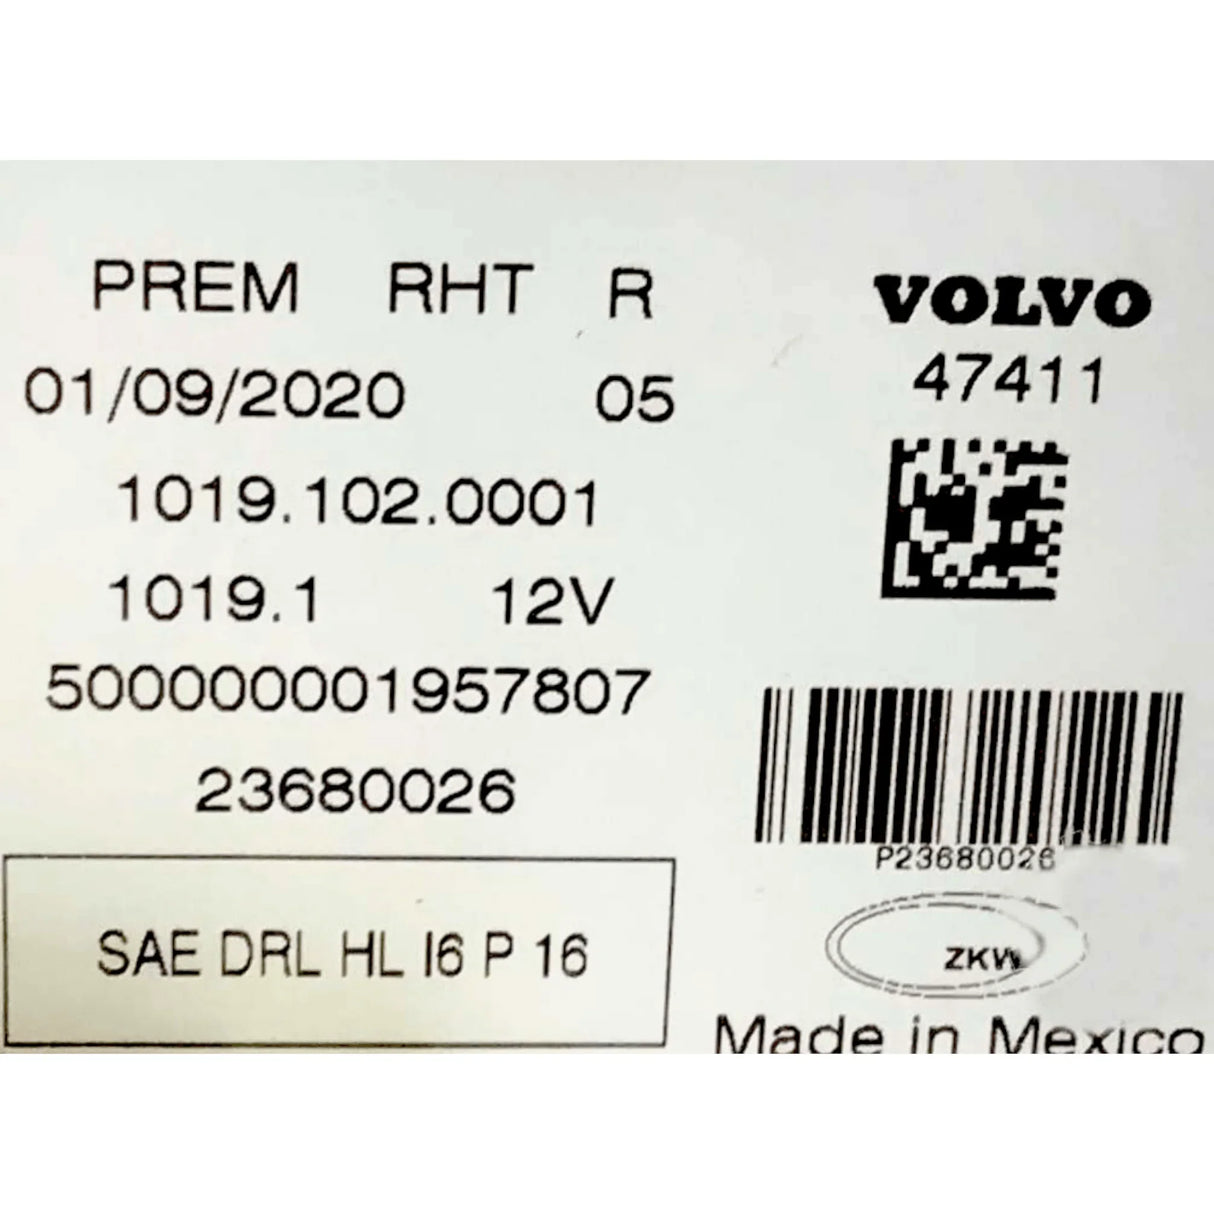 PREM RHT R
01/09/2020 05
1019.102.0001
1019.1 12V
500000001957807
23680026
SAE DRL HL I6 P 16
VOLVO
47411
P23680026
ZKW
Made in Mexico